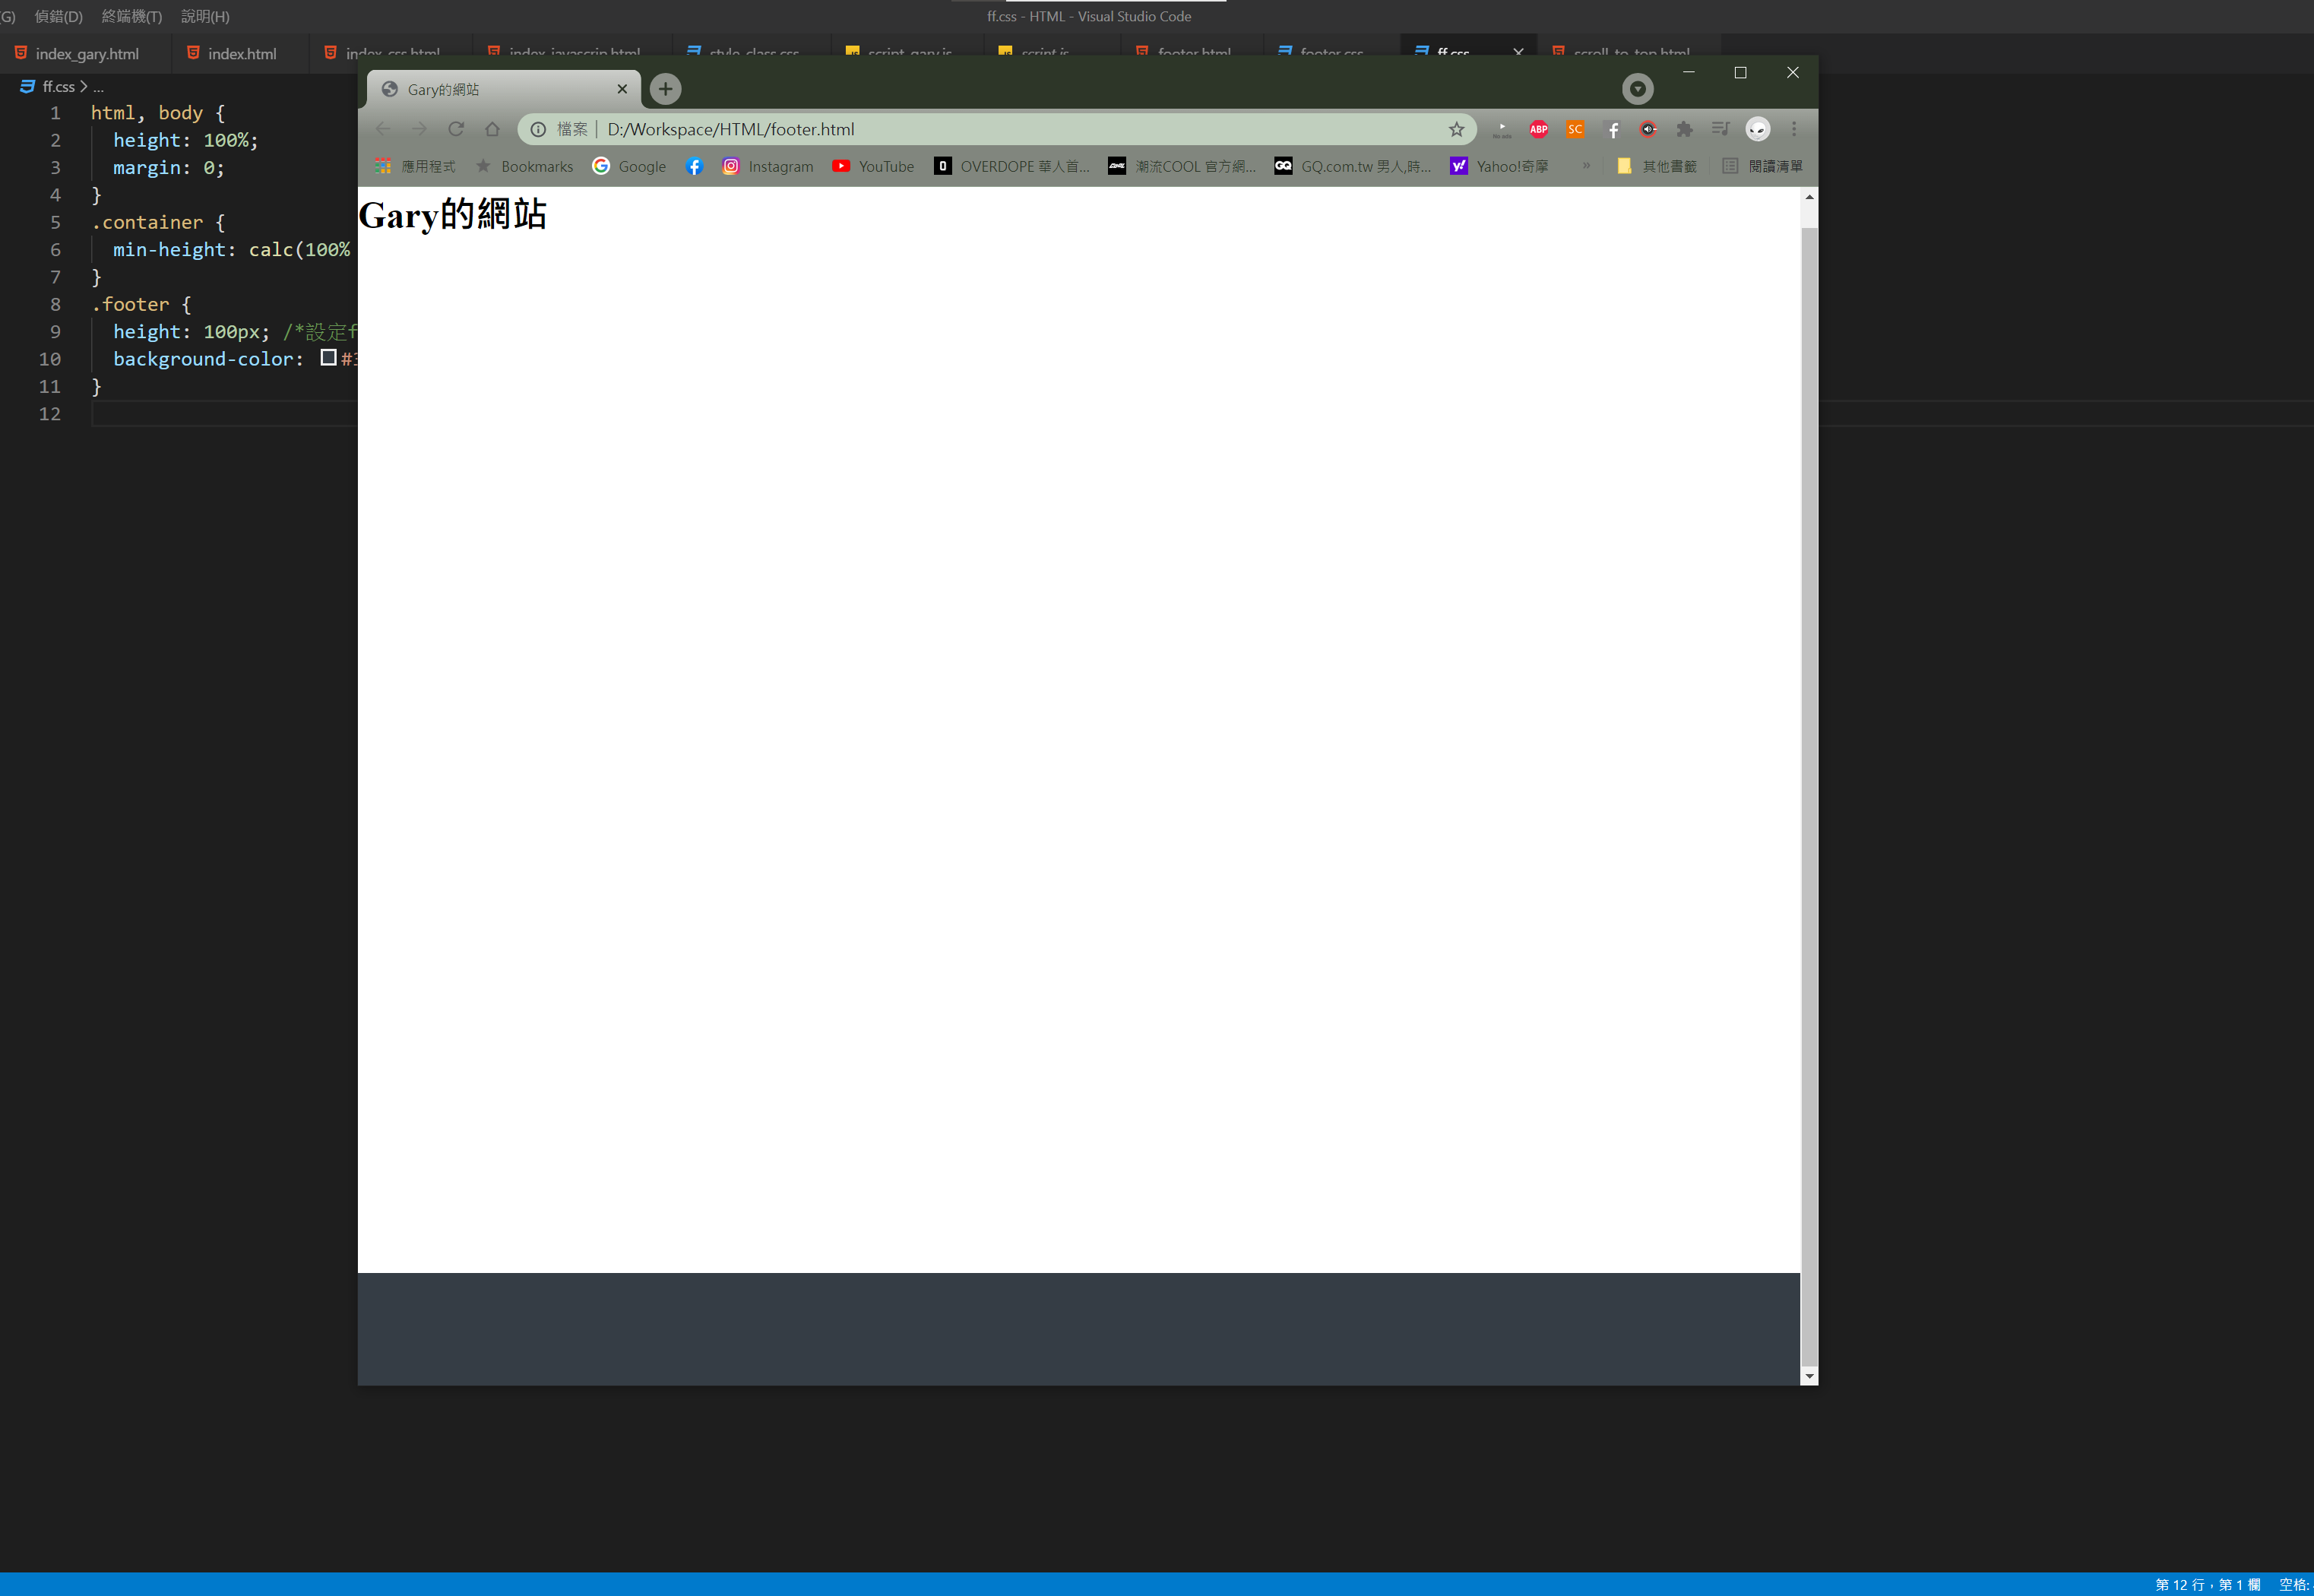 (G) 偵錯(D) 終端機(T) 說明(H)
ff.css - HTML - Visual Studio Code
index_gary.html index.html index_css.html index_javascrip.html style_class.css script_gary.js script.js footer.html footer.css ff.css scroll_to_top.html
ff.css > ...
1 html, body {
2 height: 100%;
3 margin: 0;
4 }
5 .container {
6 min-height: calc(100%
7 }
8 .footer {
9 height: 100px; /*設定f
10 background-color: #3
11 }
12
Gary的網站
檔案 | D:/Workspace/HTML/footer.html
ABP SC
應用程式 Bookmarks Google Instagram YouTube OVERDOPE 華人首... 潮流COOL 官方網... GQ.com.tw 男人,時... Yahoo!奇摩 » 其他書籤 閱讀清單
Gary的網站
第 12 行，第 1 欄 空格: